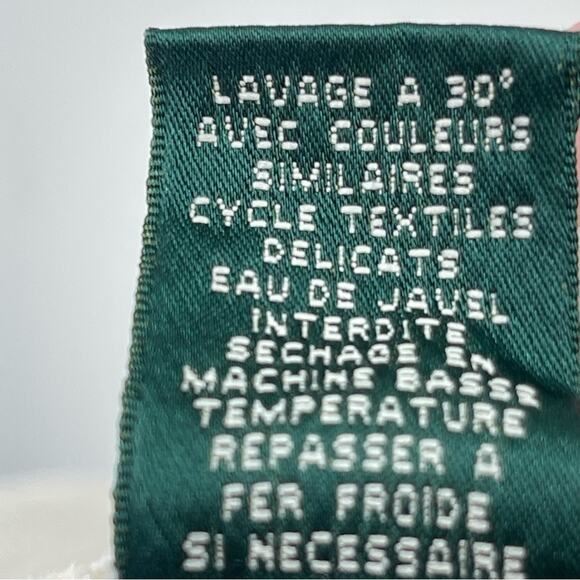 LAVAGE A 30°
AVEC COULEURS
SIMILAIRES
CYCLE TEXTILES
DELICATS
EAU DE JAVEL
INTERDITE
SECHAGE EN
MACHINE BASSE
TEMPERATURE
REPASSER A
FER FROIDE
SI NECESSAIRE